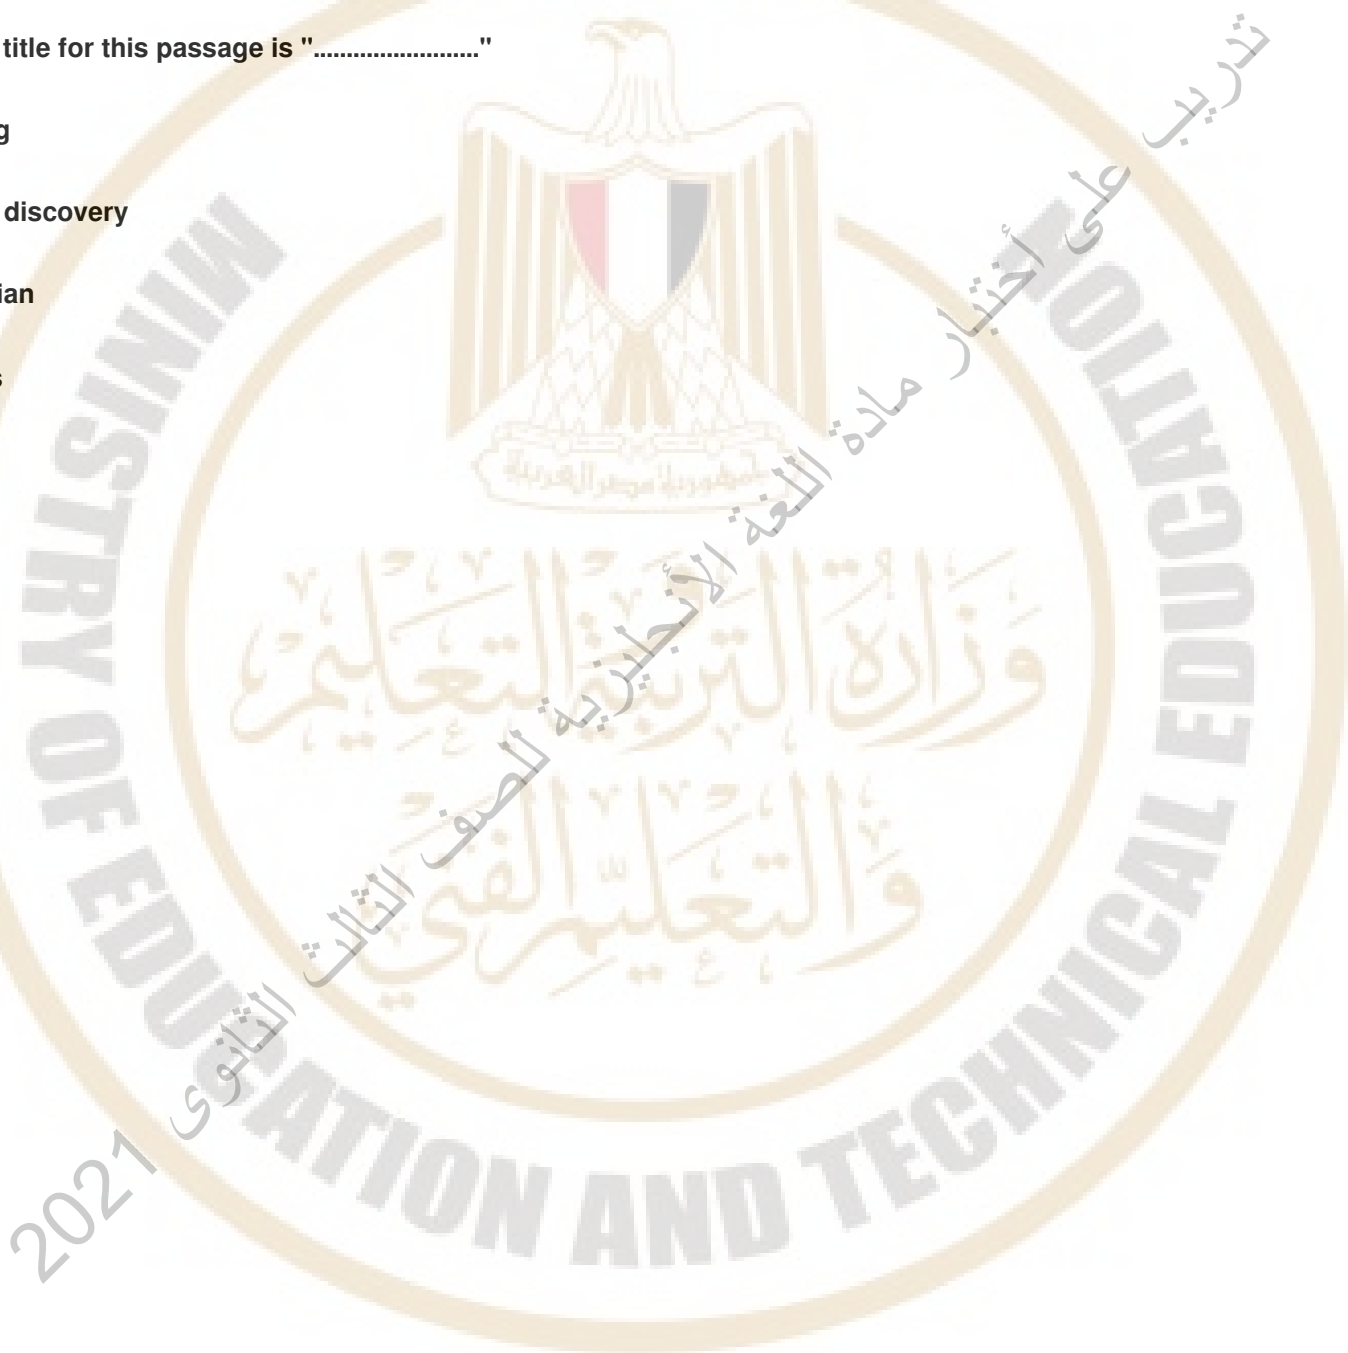 title for this passage is "........................."
g
discovery
ian
s
جمهورية مصر العربية
وزارة التربية والتعليم
والتعليم الفني
MINISTRY OF EDUCATION AND TECHNICAL EDUCATION
تدريب على أختبار مادة اللغة الأنجليزية للصف الثالث الثانوى 2021